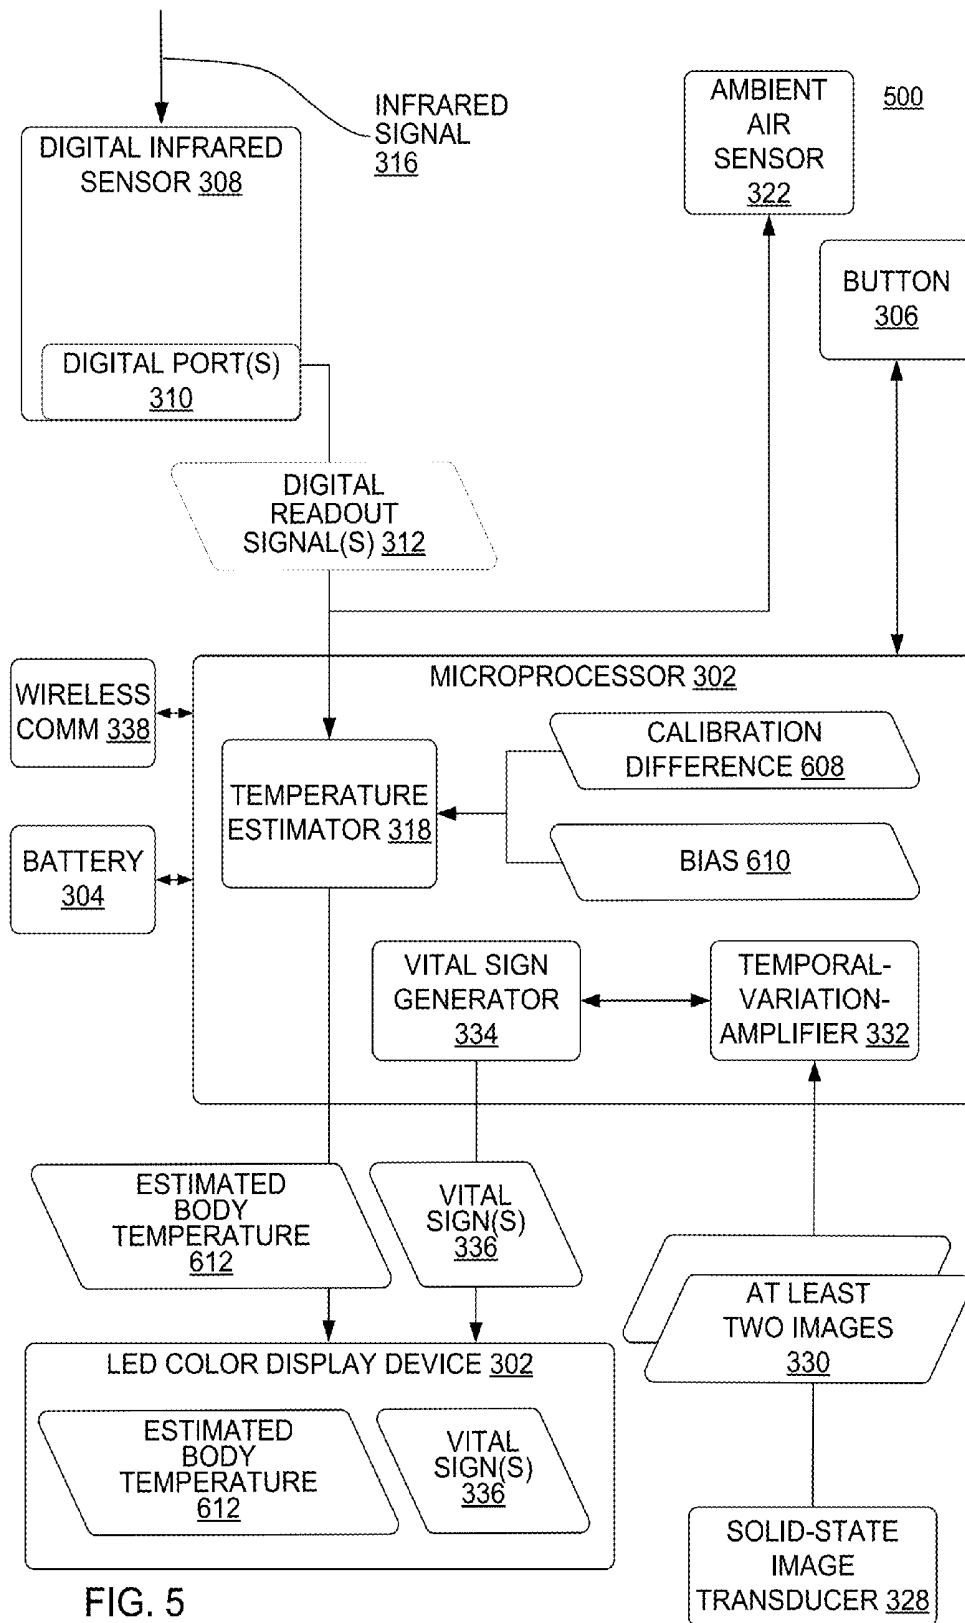 INFRARED
SIGNAL
316
AMBIENT
AIR
SENSOR
322
500
DIGITAL INFRARED
SENSOR 308
BUTTON
306
DIGITAL PORT(S)
310
DIGITAL
READOUT
SIGNAL(S) 312
MICROPROCESSOR 302
WIRELESS
COMM 338
CALIBRATION
DIFFERENCE 608
TEMPERATURE
ESTIMATOR 318
BATTERY
304
BIAS 610
VITAL SIGN
GENERATOR
334
TEMPORAL-
VARIATION-
AMPLIFIER 332
ESTIMATED
BODY
TEMPERATURE
612
VITAL
SIGN(S)
336
AT LEAST
TWO IMAGES
330
LED COLOR DISPLAY DEVICE 302
ESTIMATED
BODY
TEMPERATURE
612
VITAL
SIGN(S)
336
SOLID-STATE
IMAGE
TRANSDUCER 328
FIG. 5